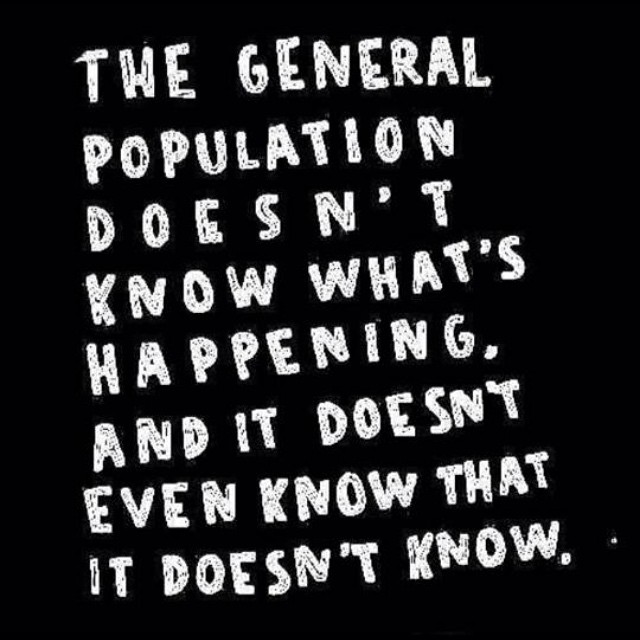 THE GENERAL
POPULATION
DOESN'T
KNOW WHAT'S
HAPPENING,
AND IT DOESN'T
EVEN KNOW THAT
IT DOESN'T KNOW.